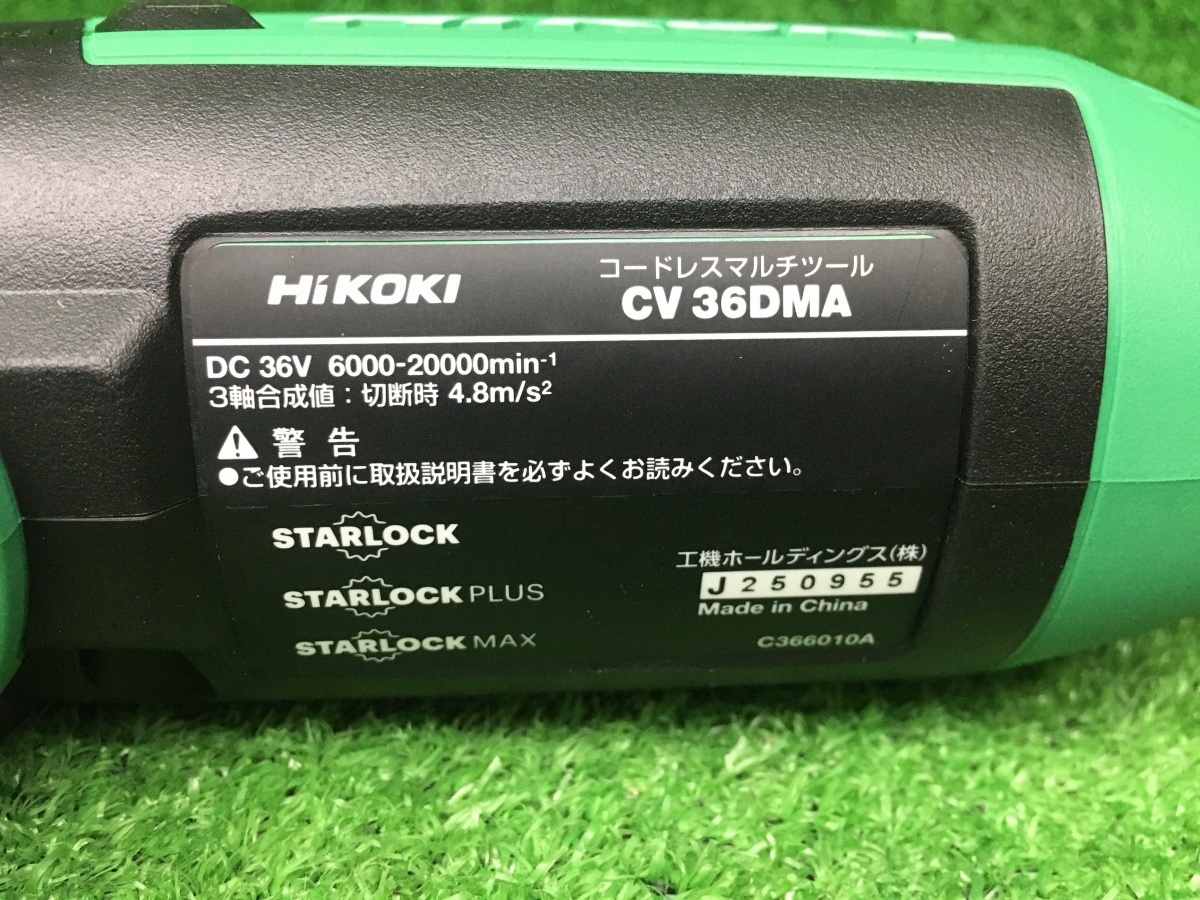 HiKOKI
コードレスマルチツール
CV 36DMA
DC 36V 6000-20000min-1
3軸合成値：切断時 4.8m/s2
警告
●ご使用前に取扱説明書を必ずよくお読みください。
STARLOCK
STARLOCK PLUS
STARLOCK MAX
工機ホールディングス(株)
J250955
Made in China
C366010A